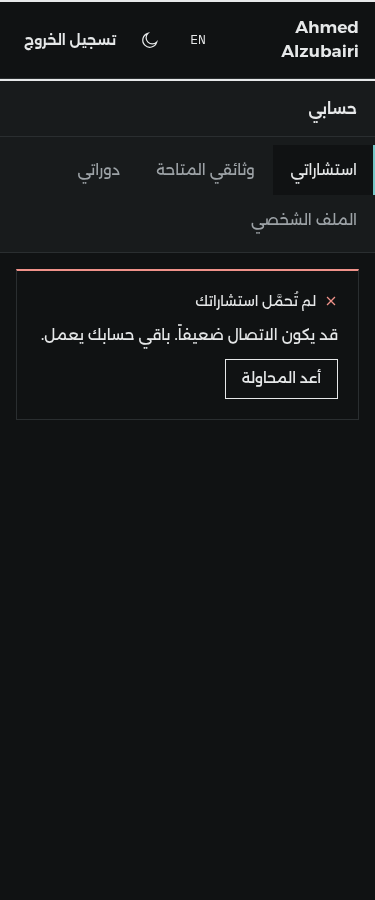 Ahmed
Alzubairi
EN
تسجيل الخروج
حسابي
استشاراتي
وثائقي المتاحة
دوراتي
الملف الشخصي
لم تُحمَّل استشاراتك
قد يكون الاتصال ضعيفاً. باقي حسابك يعمل.
أعد المحاولة